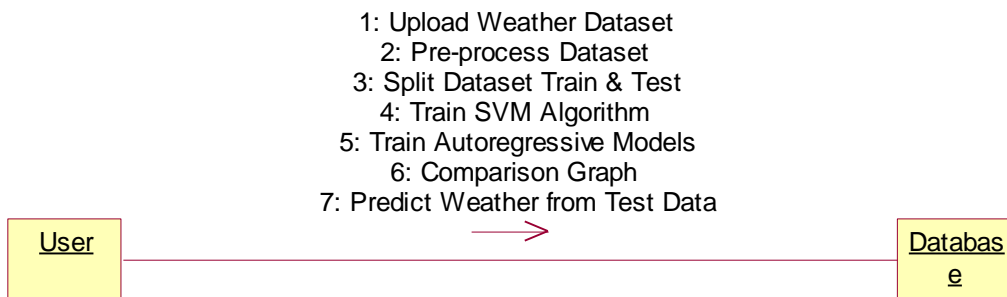 1: Upload Weather Dataset
2: Pre-process Dataset
3: Split Dataset Train & Test
4: Train SVM Algorithm
5: Train Autoregressive Models
6: Comparison Graph
7: Predict Weather from Test Data
User
Databas
e